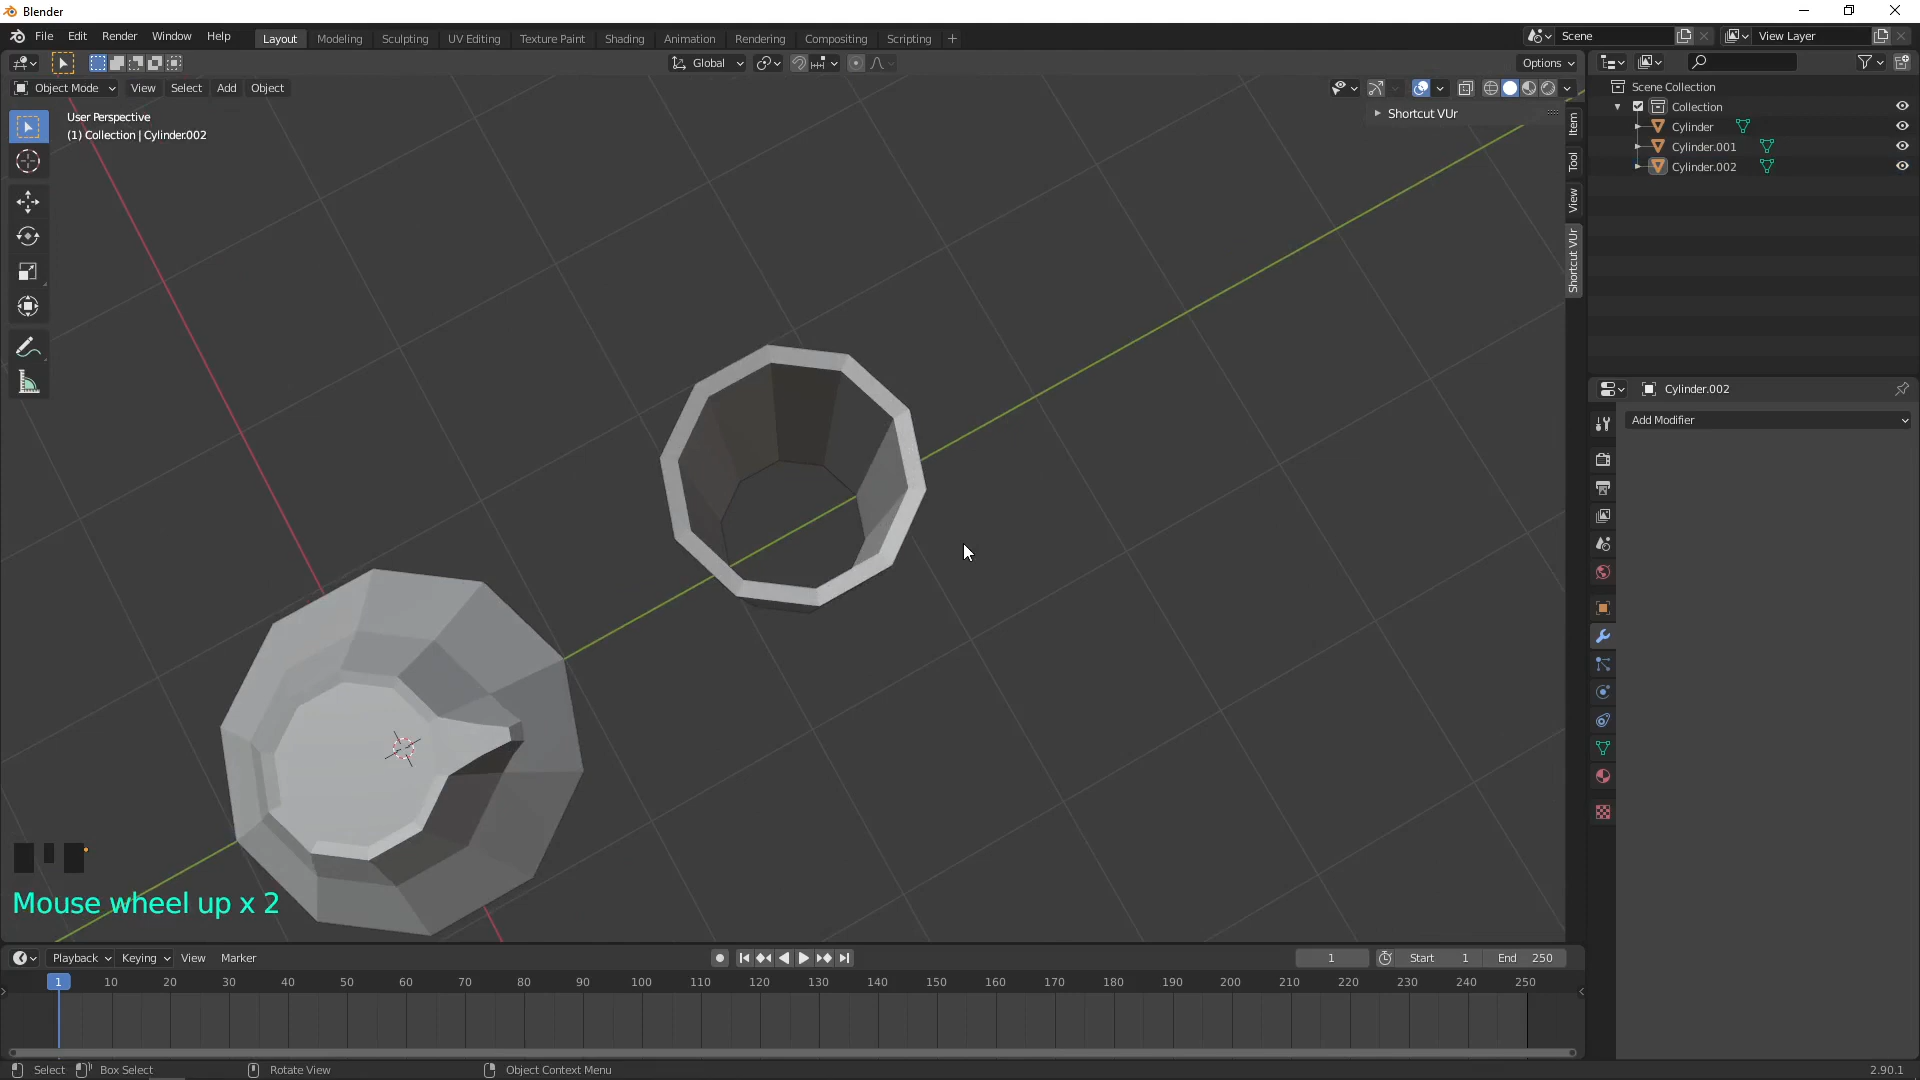 Blender
File Edit Render Window Help
Layout Modeling Sculpting UV Editing Texture Paint Shading Animation Rendering Compositing Scripting +
Scene
View Layer
Global
Options
Object Mode View Select Add Object
User Perspective
(1) Collection | Cylinder.002
Shortcut VUr
Item
Tool
View
Shortcut VUr
Scene Collection
Collection
Cylinder
Cylinder.001
Cylinder.002
Cylinder.002
Add Modifier
Mouse wheel up x 2
Playback Keying View Marker
1
Start 1
End 250
1 10 20 30 40 50 60 70 80 90 100 110 120 130 140 150 160 170 180 190 200 210 220 230 240 250
Select Box Select Rotate View Object Context Menu
2.90.1